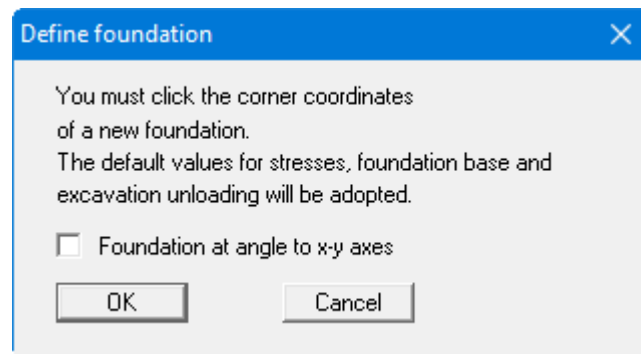 Define foundation
You must click the corner coordinates
of a new foundation.
The default values for stresses, foundation base and
excavation unloading will be adopted.
Foundation at angle to x-y axes
OK Cancel